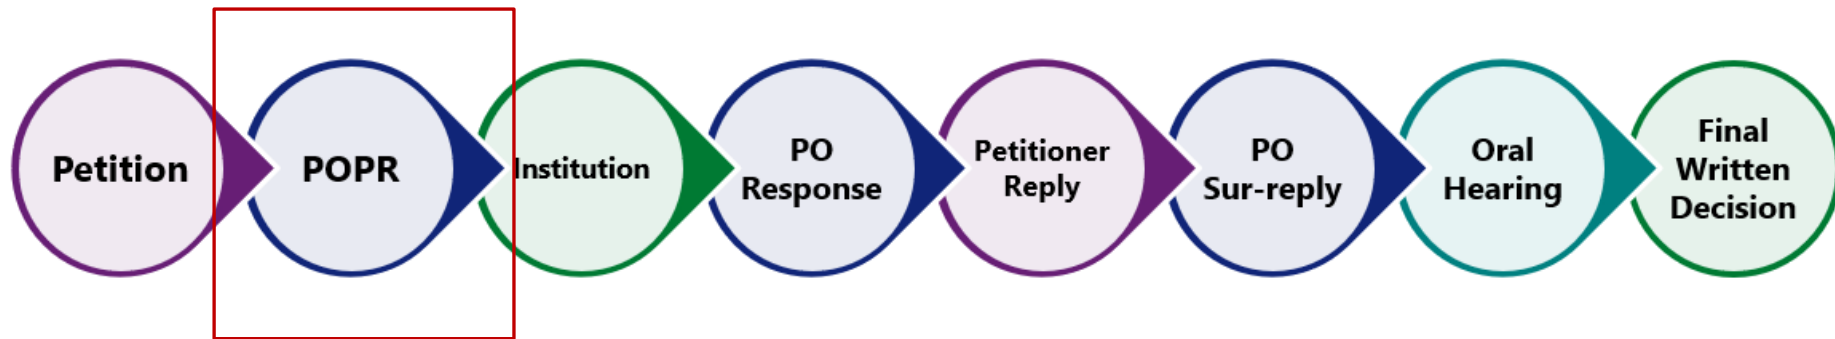 Petition
POPR
Institution
PO
Response
Petitioner
Reply
PO
Sur-reply
Oral
Hearing
Final
Written
Decision